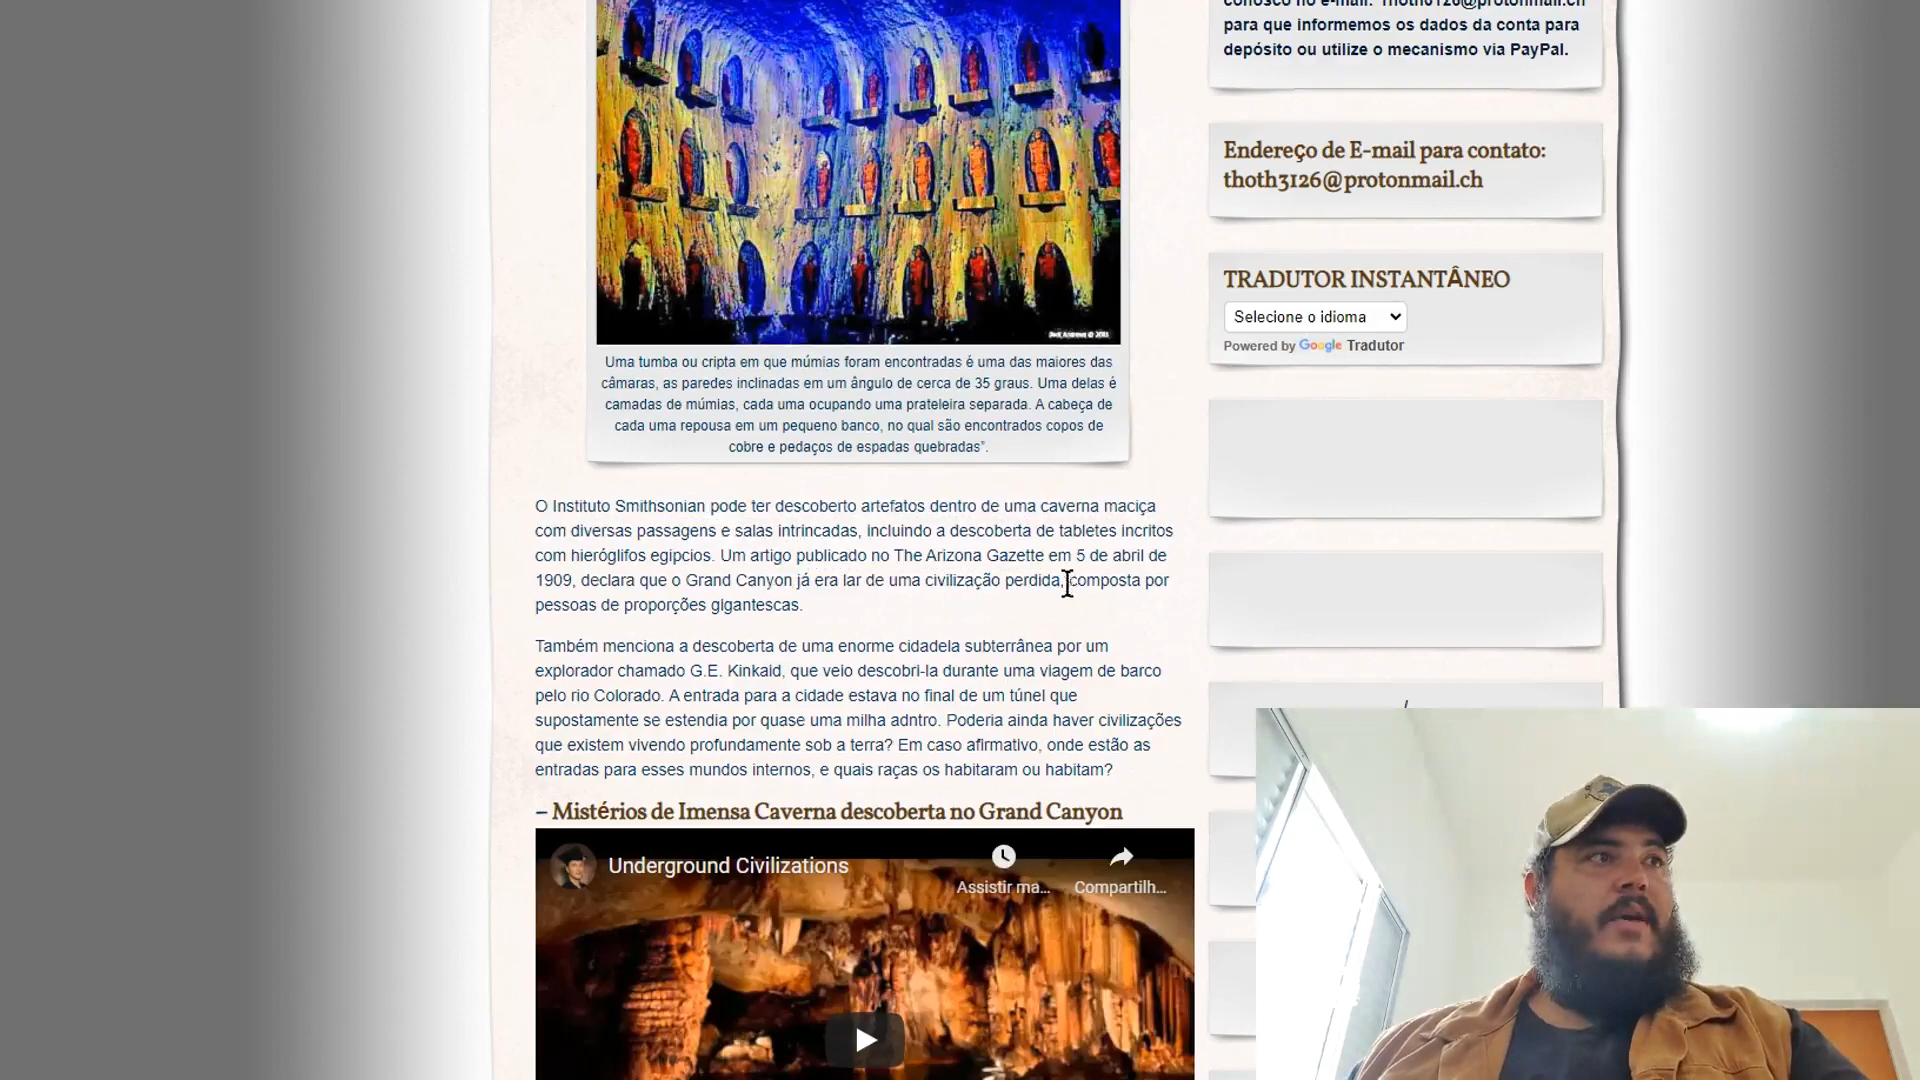 conosco no e-mail: Thoth3126@protonmail.ch
para que informemos os dados da conta para
depósito ou utilize o mecanismo via PayPal.
Endereço de E-mail para contato:
thoth3126@protonmail.ch
TRADUTOR INSTANTÂNEO
Selecione o idioma
Powered by Google Tradutor
Uma tumba ou cripta em que múmias foram encontradas é uma das maiores das
câmaras, as paredes inclinadas em um ângulo de cerca de 35 graus. Uma delas é
camadas de múmias, cada uma ocupando uma prateleira separada. A cabeça de
cada uma repousa em um pequeno banco, no qual são encontrados copos de
cobre e pedaços de espadas quebradas”.
O Instituto Smithsonian pode ter descoberto artefatos dentro de uma caverna maciça
com diversas passagens e salas intrincadas, incluindo a descoberta de tabletes incritos
com hieróglifos egipcios. Um artigo publicado no The Arizona Gazette em 5 de abril de
1909, declara que o Grand Canyon já era lar de uma civilização perdida, composta por
pessoas de proporções gigantescas.
Também menciona a descoberta de uma enorme cidadela subterrânea por um
explorador chamado G.E. Kinkaid, que veio descobri-la durante uma viagem de barco
pelo rio Colorado. A entrada para a cidade estava no final de um túnel que
supostamente se estendia por quase uma milha adntro. Poderia ainda haver civilizações
que existem vivendo profundamente sob a terra? Em caso afirmativo, onde estão as
entradas para esses mundos internos, e quais raças os habitaram ou habitam?
– Mistérios de Imensa Caverna descoberta no Grand Canyon
Underground Civilizations
Assistir ma...
Compartilh...